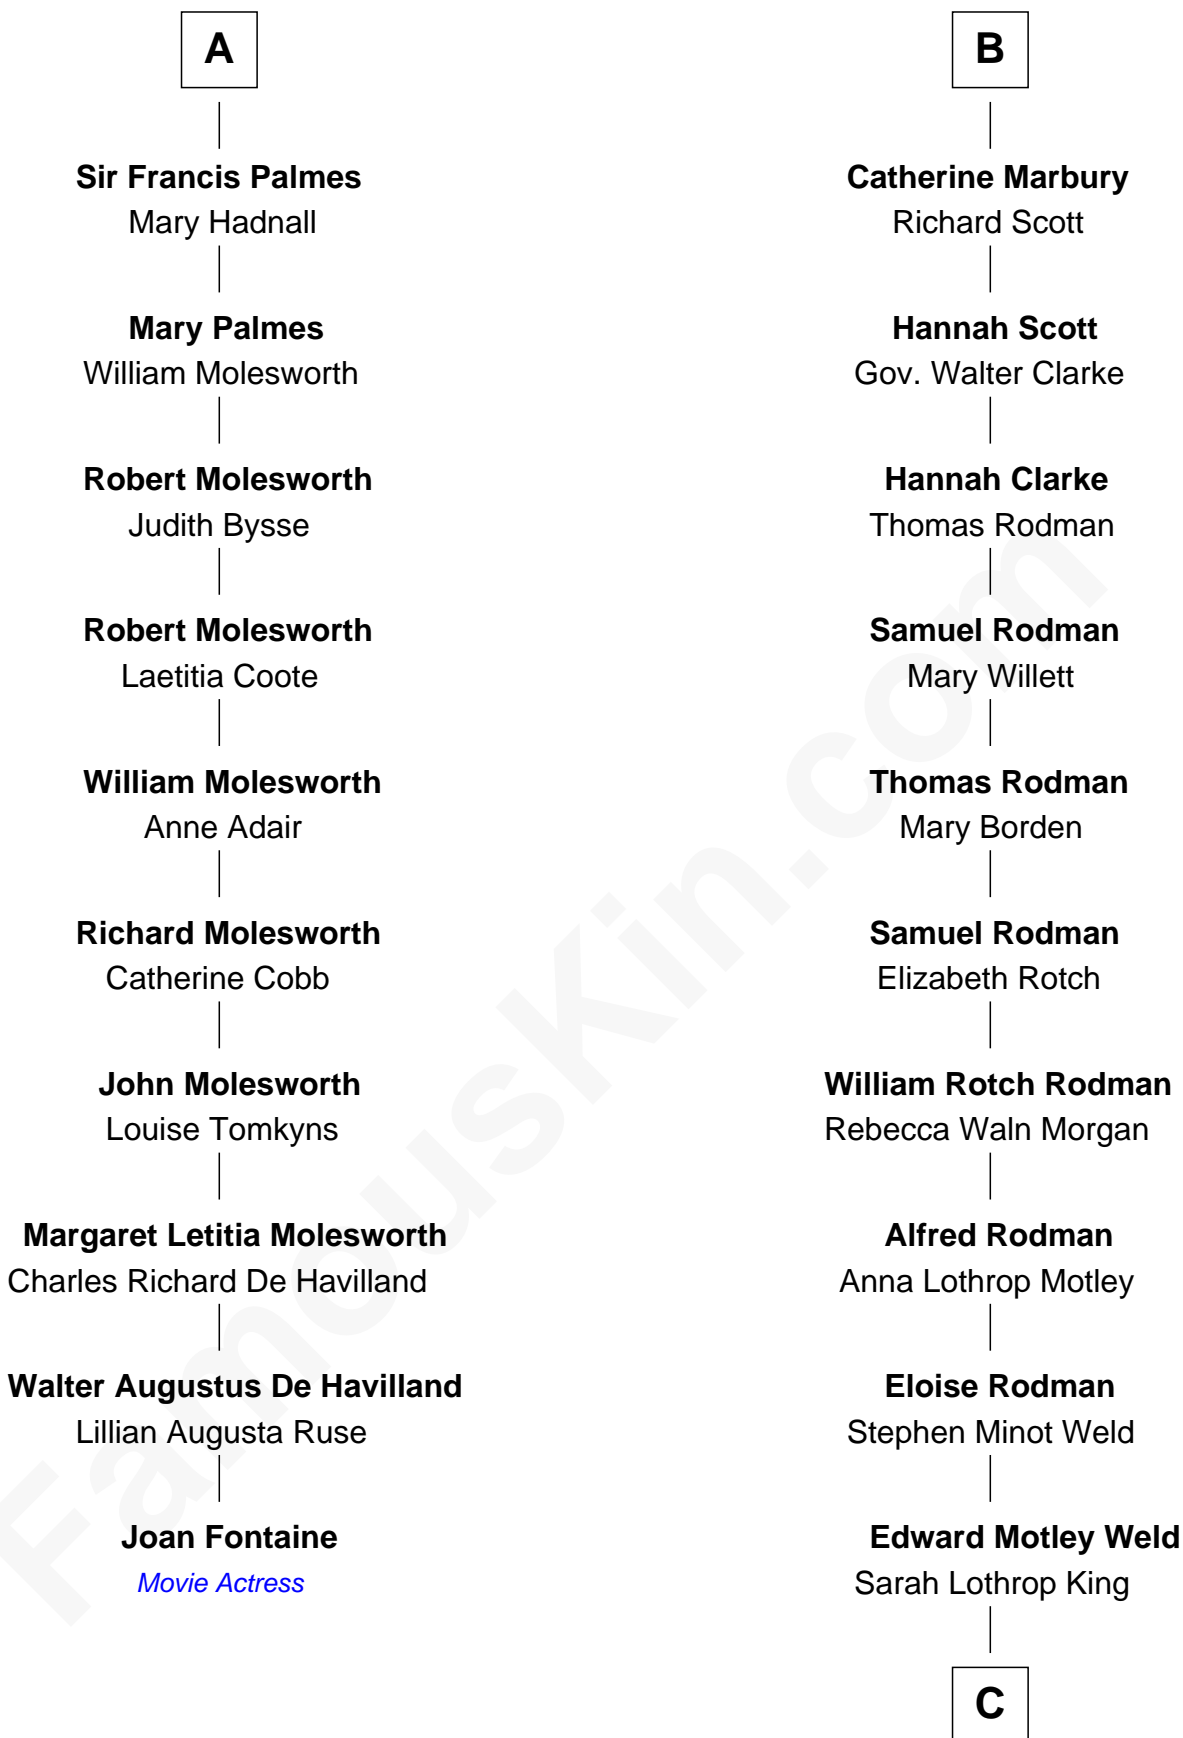 A
Sir Francis Palmes
Mary Hadnall
Mary Palmes
William Molesworth
Robert Molesworth
Judith Bysse
Robert Molesworth
Laetitia Coote
William Molesworth
Anne Adair
Richard Molesworth
Catherine Cobb
John Molesworth
Louise Tomkyns
Margaret Letitia Molesworth
Charles Richard De Havilland
Walter Augustus De Havilland
Lillian Augusta Ruse
Joan Fontaine
Movie Actress
B
Catherine Marbury
Richard Scott
Hannah Scott
Gov. Walter Clarke
Hannah Clarke
Thomas Rodman
Samuel Rodman
Mary Willett
Thomas Rodman
Mary Borden
Samuel Rodman
Elizabeth Rotch
William Rotch Rodman
Rebecca Waln Morgan
Alfred Rodman
Anna Lothrop Motley
Eloise Rodman
Stephen Minot Weld
Edward Motley Weld
Sarah Lothrop King
C
FamousKin.com